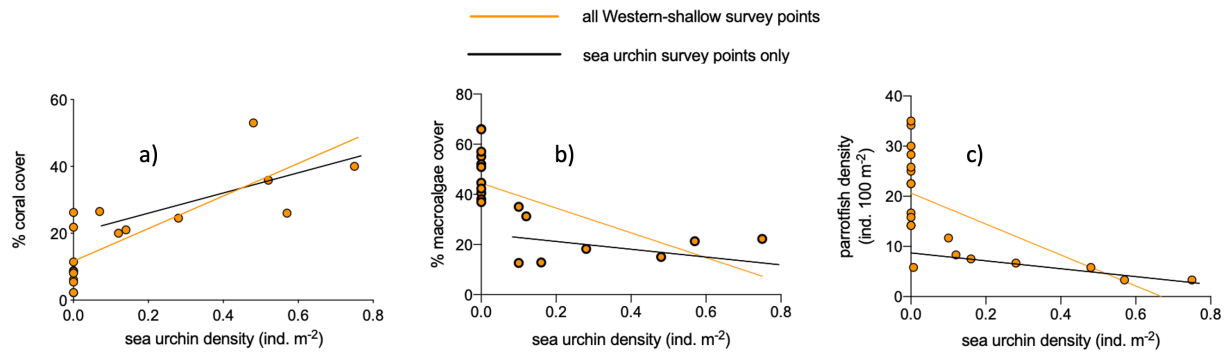 all Western-shallow survey points
sea urchin survey points only
a)
% coral cover
60
40
20
0
0.0 0.2 0.4 0.6 0.8
sea urchin density (ind. m-2)
b)
% macroalgae cover
80
60
40
20
0
0.0 0.2 0.4 0.6 0.8
sea urchin density (ind. m-2)
c)
parrotfish density
(ind. 100 m-2)
40
30
20
10
0
0.0 0.2 0.4 0.6 0.8
sea urchin density (ind. m-2)